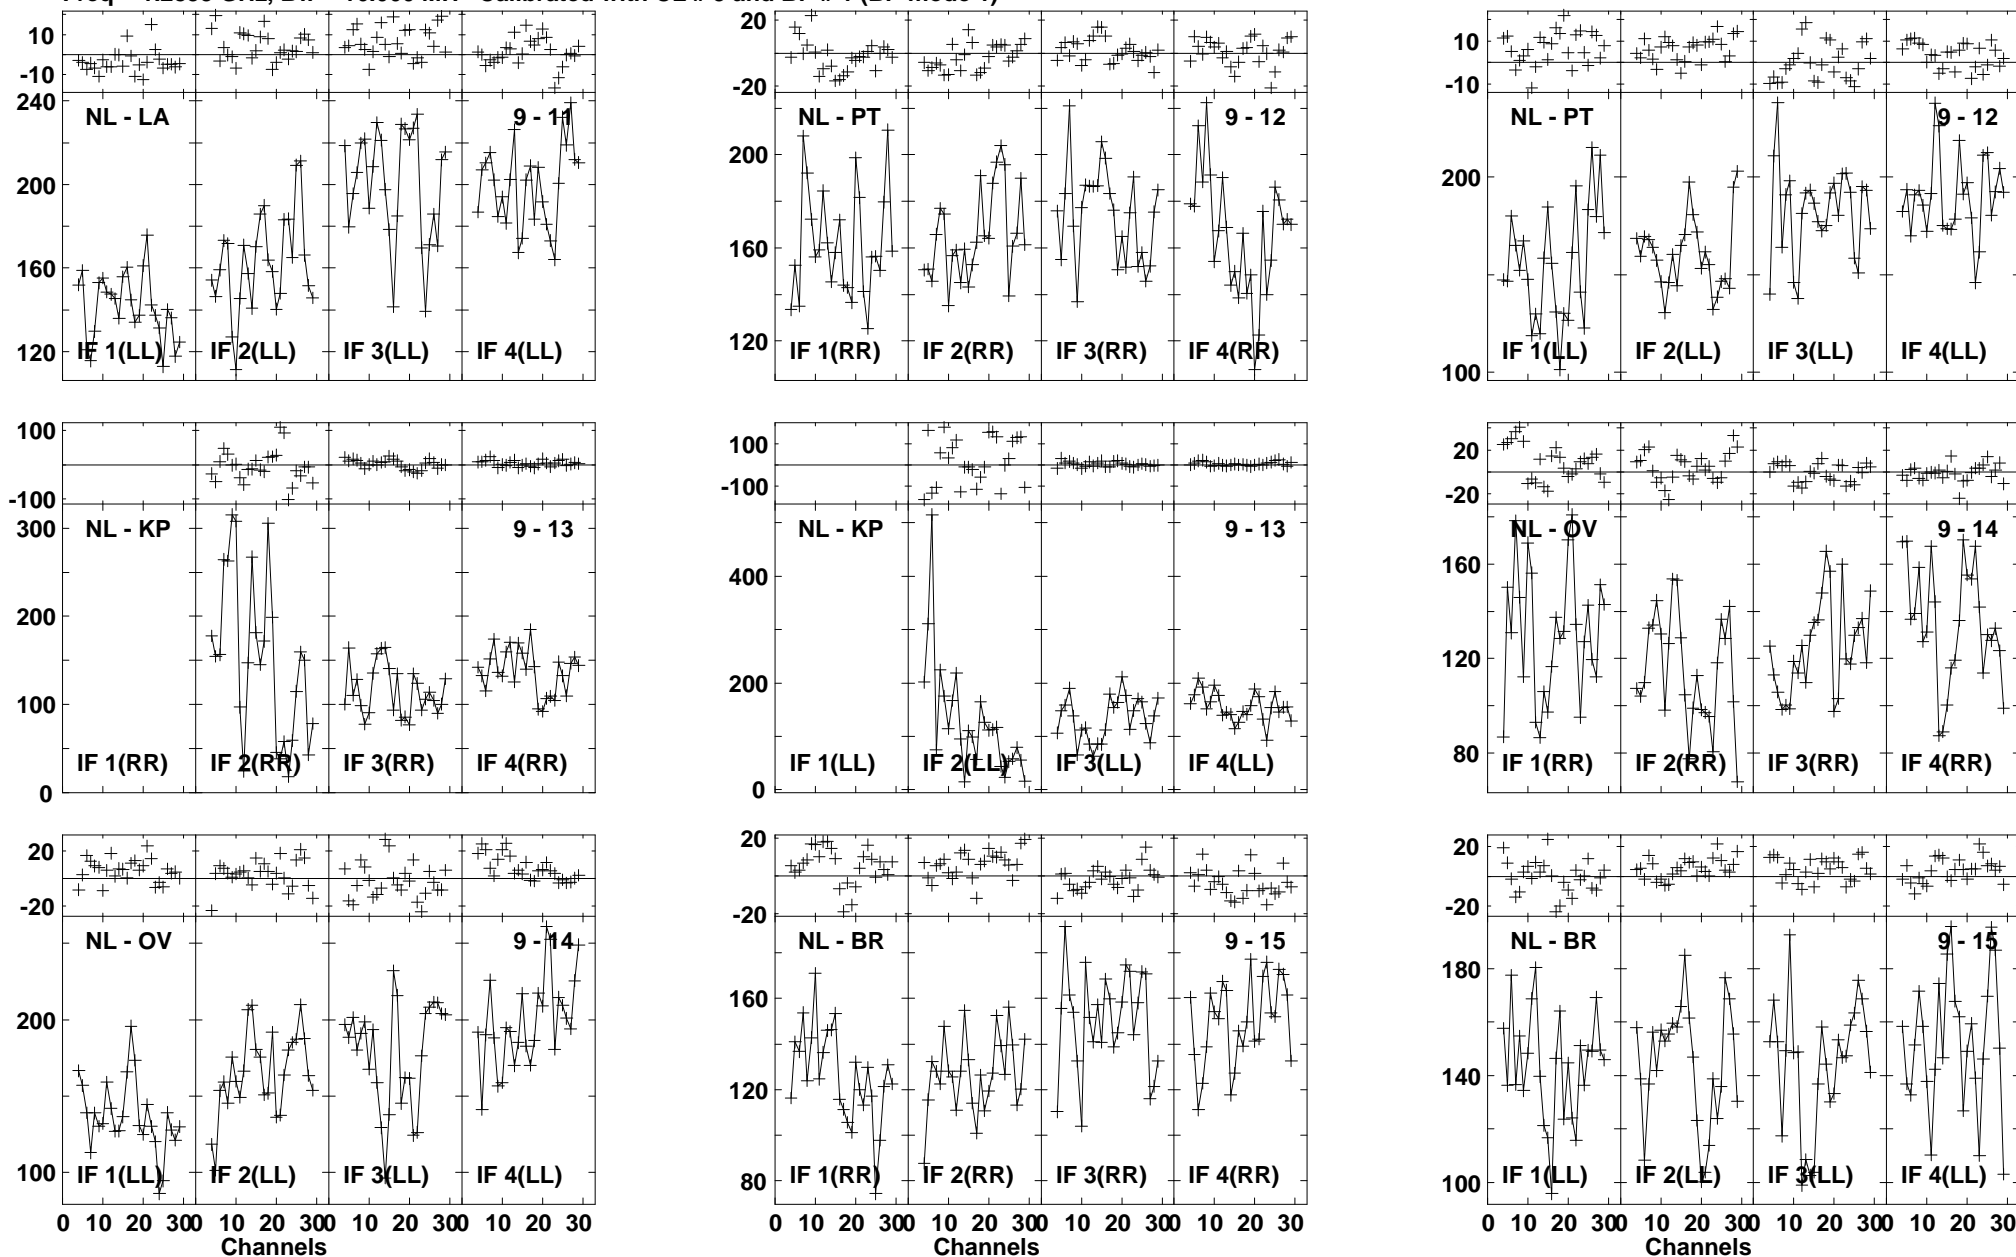 10
-10
20
-20
10
-10
240
200
160
120
NL - LA
9 - 11
IF 1(LL)
IF 2(LL)
IF 3(LL)
IF 4(LL)
200
160
120
NL - PT
9 - 12
IF 1(RR)
IF 2(RR)
IF 3(RR)
IF 4(RR)
200
100
NL - PT
9 - 12
IF 1(LL)
IF 2(LL)
IF 3(LL)
IF 4(LL)
100
-100
300
200
100
0
NL - KP
9 - 13
IF 1(RR)
IF 2(RR)
IF 3(RR)
IF 4(RR)
100
-100
400
200
0
NL - KP
9 - 13
IF 1(LL)
IF 2(LL)
IF 3(LL)
IF 4(LL)
20
-20
160
120
80
NL - OV
9 - 14
IF 1(RR)
IF 2(RR)
IF 3(RR)
IF 4(RR)
20
-20
200
100
NL - OV
9 - 14
IF 1(LL)
IF 2(LL)
IF 3(LL)
IF 4(LL)
0 10 20 30 0 10 20 30 0 10 20 30 0 10 20 30
Channels
20
-20
160
120
80
NL - BR
9 - 15
IF 1(RR)
IF 2(RR)
IF 3(RR)
IF 4(RR)
0 10 20 30 0 10 20 30 0 10 20 30 0 10 20 30
Channels
20
-20
180
140
100
NL - BR
9 - 15
IF 1(LL)
IF 2(LL)
IF 3(LL)
IF 4(LL)
0 10 20 30 0 10 20 30 0 10 20 30 0 10 20 30
Channels